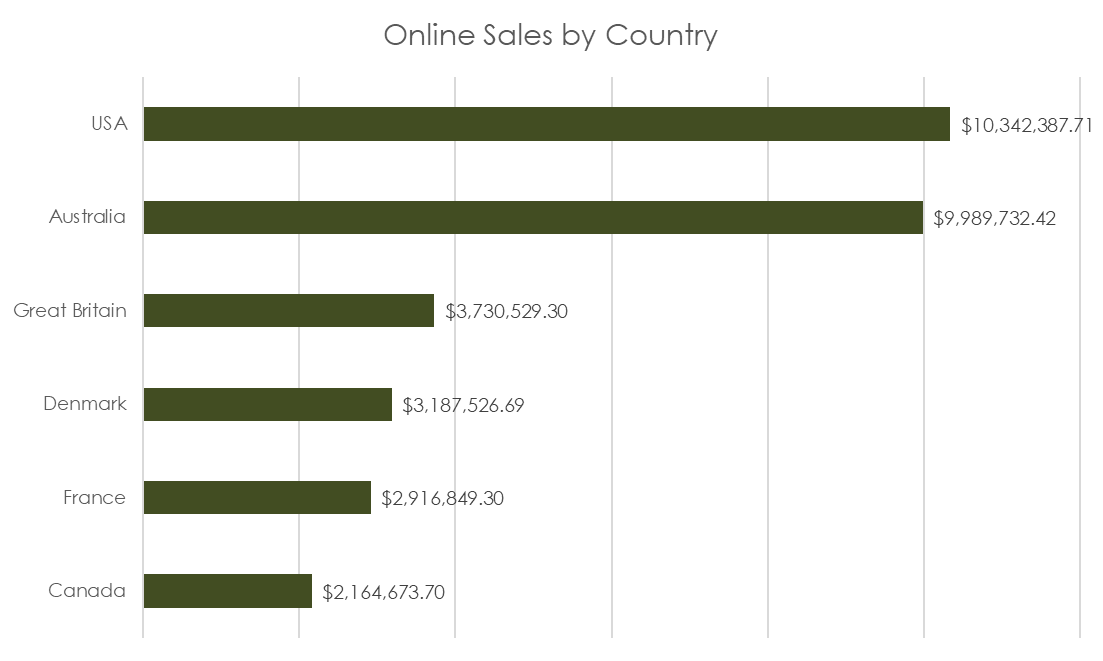 Online Sales by Country
USA $10,342,387.71
Australia $9,989,732.42
Great Britain $3,730,529.30
Denmark $3,187,526.69
France $2,916,849.30
Canada $2,164,673.70